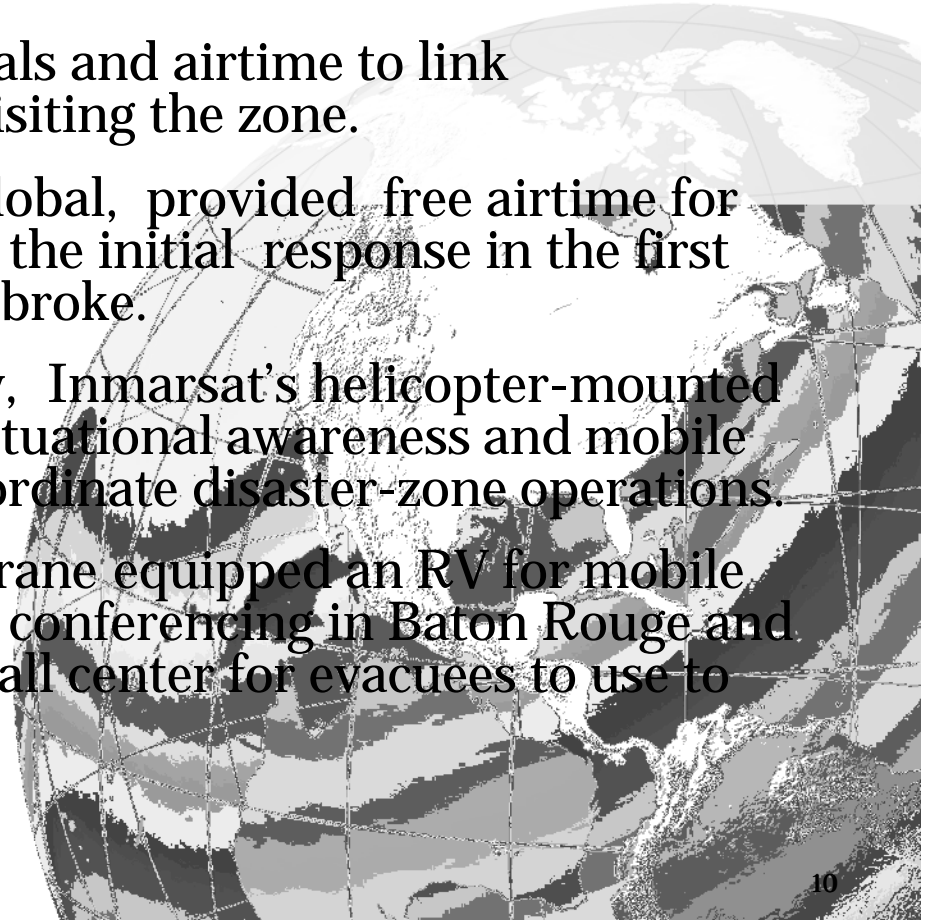 als and airtime to link
isiting the zone.
lobal, provided free airtime for
the initial response in the first
broke.
y, Inmarsat's helicopter-mounted
tuational awareness and mobile
ordinate disaster-zone operations.
rane equipped an RV for mobile
conferencing in Baton Rouge and
all center for evacuees to use to
10